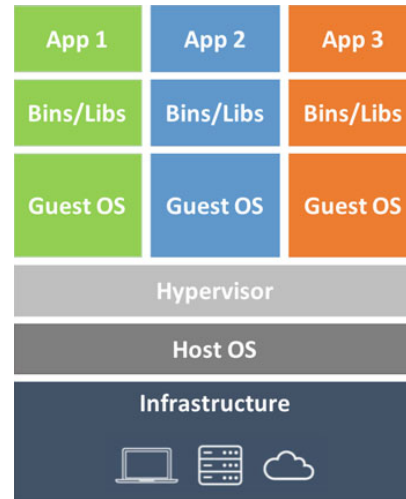 App 1 App 2 App 3
Bins/Libs Bins/Libs Bins/Libs
Guest OS Guest OS Guest OS
Hypervisor
Host OS
Infrastructure